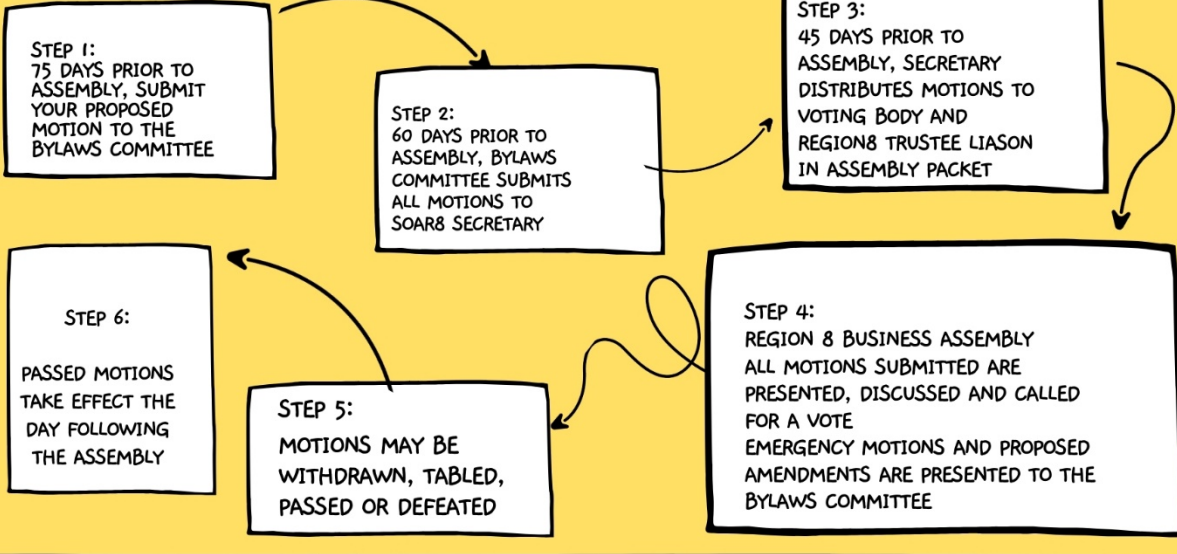 STEP 1:
75 DAYS PRIOR TO
ASSEMBLY, SUBMIT
YOUR PROPOSED
MOTION TO THE
BYLAWS COMMITTEE
STEP 2:
60 DAYS PRIOR TO
ASSEMBLY, BYLAWS
COMMITTEE SUBMITS
ALL MOTIONS TO
SOAR8 SECRETARY
STEP 3:
45 DAYS PRIOR TO
ASSEMBLY, SECRETARY
DISTRIBUTES MOTIONS TO
VOTING BODY AND
REGION8 TRUSTEE LIASON
IN ASSEMBLY PACKET
STEP 4:
REGION 8 BUSINESS ASSEMBLY
ALL MOTIONS SUBMITTED ARE
PRESENTED, DISCUSSED AND CALLED
FOR A VOTE
EMERGENCY MOTIONS AND PROPOSED
AMENDMENTS ARE PRESENTED TO THE
BYLAWS COMMITTEE
STEP 5:
MOTIONS MAY BE
WITHDRAWN, TABLED,
PASSED OR DEFEATED
STEP 6:
PASSED MOTIONS
TAKE EFFECT THE
DAY FOLLOWING
THE ASSEMBLY